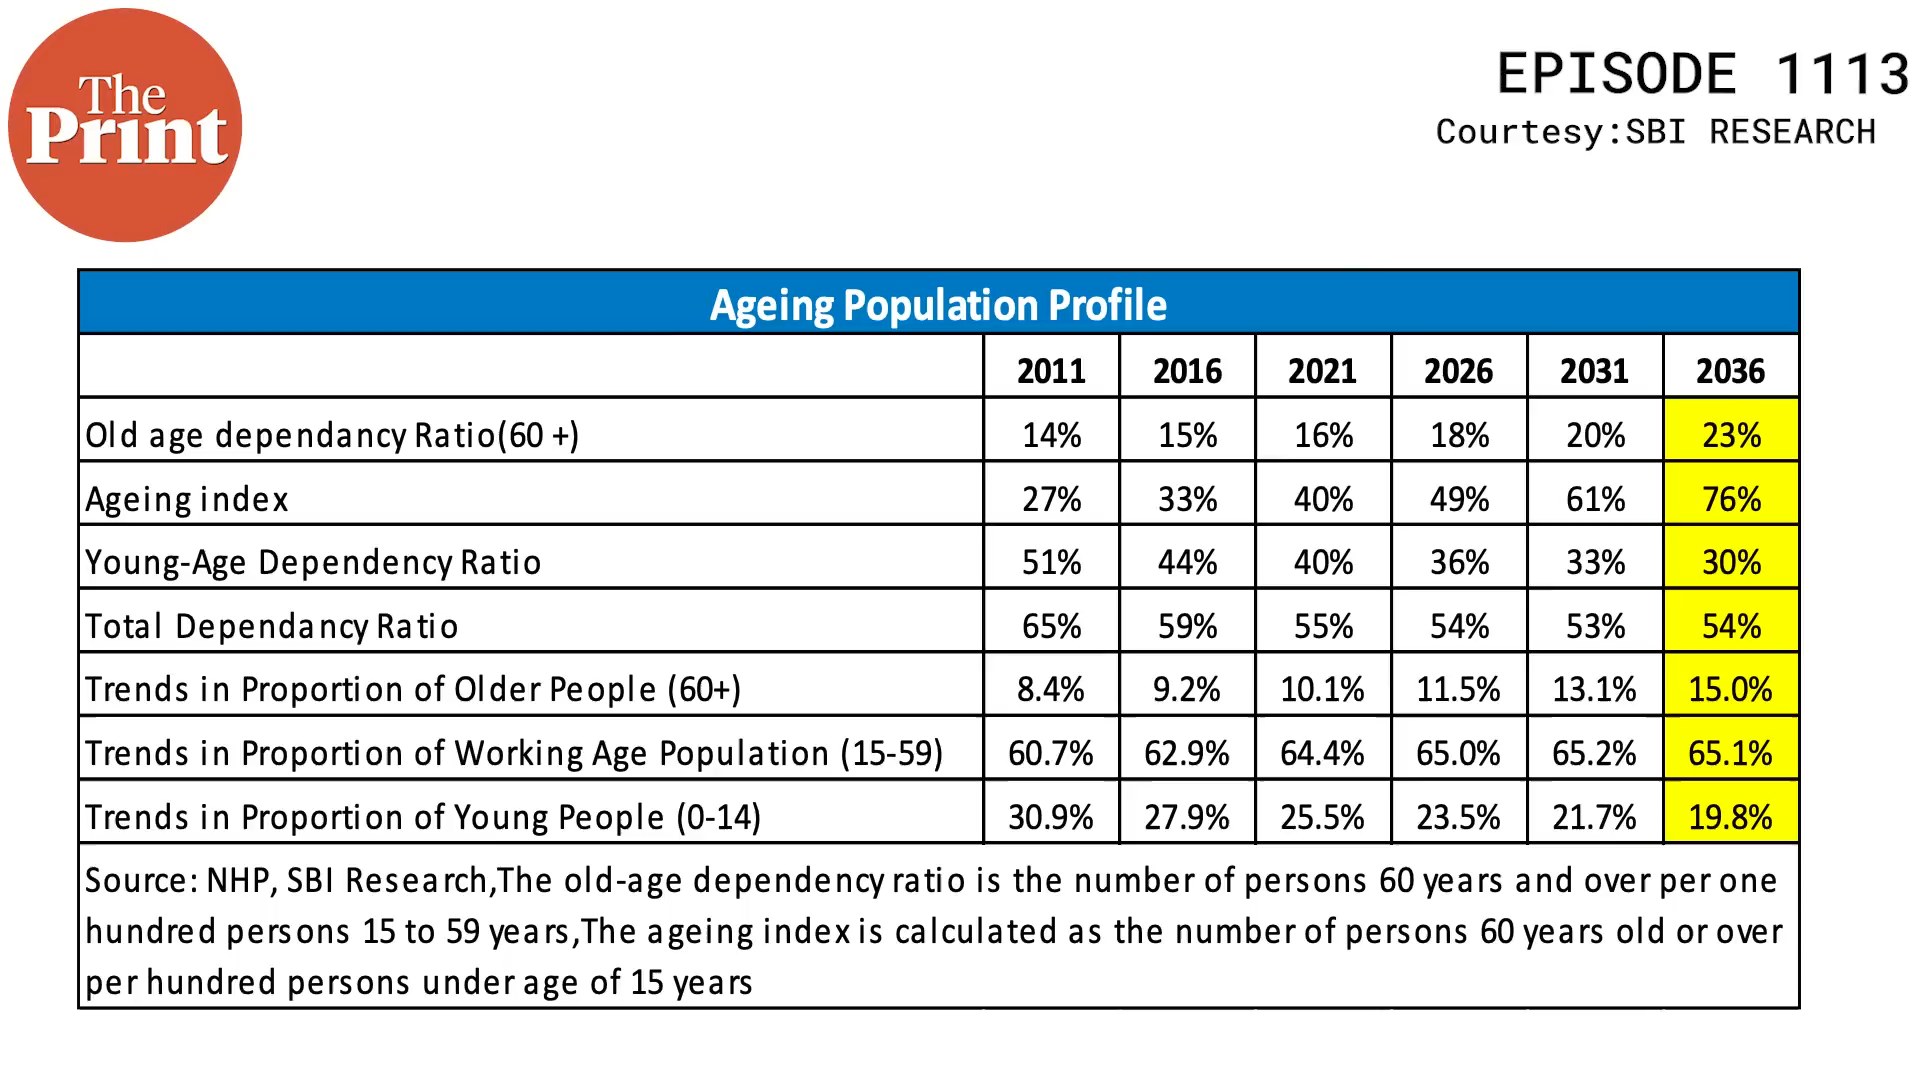 The
Print
EPISODE 1113
Courtesy:SBI RESEARCH
Ageing Population Profile
2011 2016 2021 2026 2031 2036
Old age dependancy Ratio(60 +) 14% 15% 16% 18% 20% 23%
Ageing index 27% 33% 40% 49% 61% 76%
Young-Age Dependency Ratio 51% 44% 40% 36% 33% 30%
Total Dependancy Ratio 65% 59% 55% 54% 53% 54%
Trends in Proportion of Older People (60+) 8.4% 9.2% 10.1% 11.5% 13.1% 15.0%
Trends in Proportion of Working Age Population (15-59) 60.7% 62.9% 64.4% 65.0% 65.2% 65.1%
Trends in Proportion of Young People (0-14) 30.9% 27.9% 25.5% 23.5% 21.7% 19.8%
Source: NHP, SBI Research,The old-age dependency ratio is the number of persons 60 years and over per one
hundred persons 15 to 59 years,The ageing index is calculated as the number of persons 60 years old or over
per hundred persons under age of 15 years